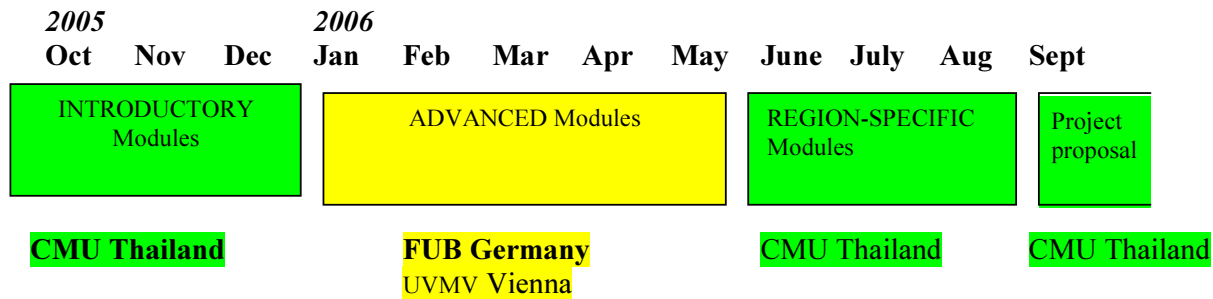 2005 2006
Oct Nov Dec Jan Feb Mar Apr May June July Aug Sept
INTRODUCTORY
Modules
ADVANCED Modules
REGION-SPECIFIC
Modules
Project
proposal
CMU Thailand FUB Germany CMU Thailand CMU Thailand
UVMV Vienna